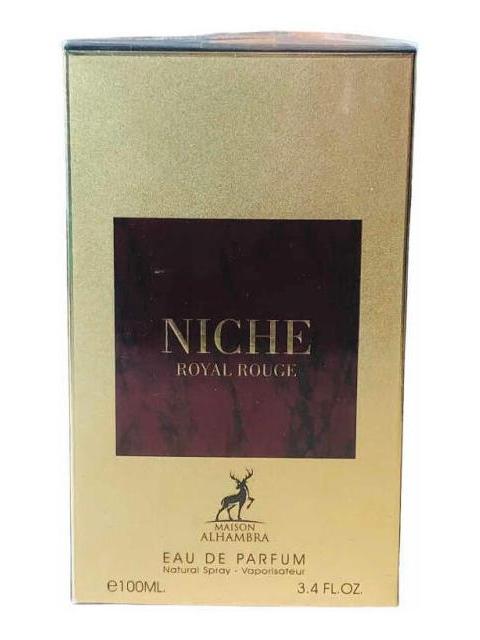 NICHE
ROYAL ROUGE
MAISON
ALHAMBRA
EAU DE PARFUM
Natural Spray - Vaporisateur
℮100ML. 3.4 FL.OZ.